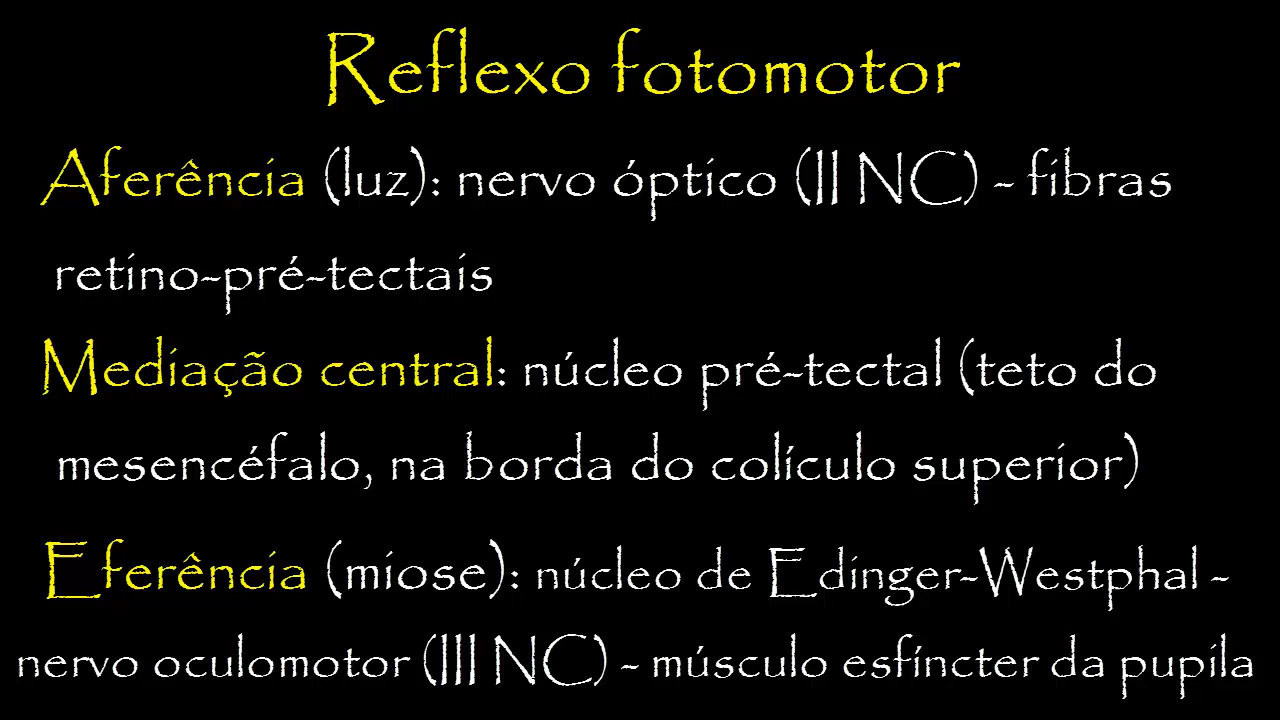 Reflexo fotomotor
Aferência (luz): nervo óptico (II NC) - fibras
retino-pré-tectais
Mediação central: núcleo pré-tectal (teto do
mesencéfalo, na borda do colículo superior)
Eferência (miose): núcleo de Edinger-Westphal -
nervo oculomotor (III NC) - músculo esfíncter da pupila